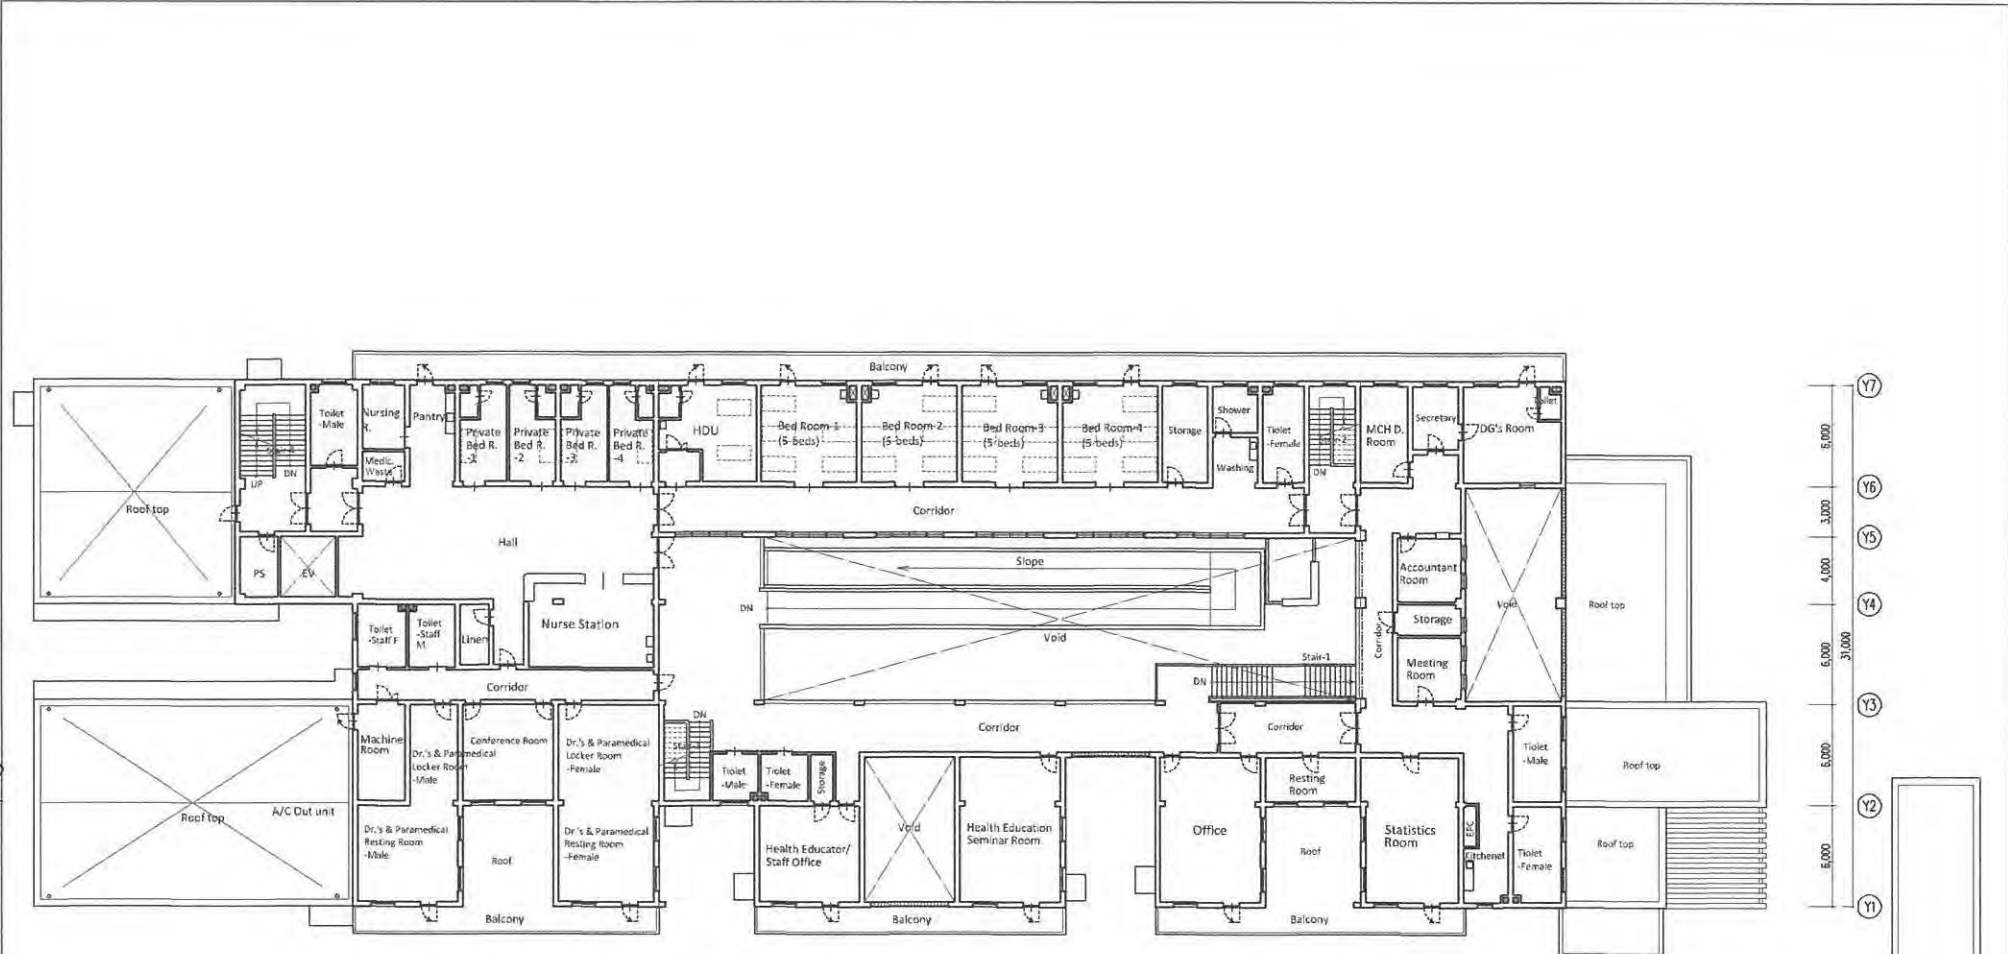 Balcony
Y7
Toilet
-Male
Nursing
R.
Pantry
Private
Bed R.
-1
Private
Bed R.
-2
Private
Bed R.
-3
Private
Bed R.
-4
HDU
Bed Room-1
(5-beds)
Bed Room-2
(5-beds)
Bed Room-3
(5-beds)
Bed Room-4
(5-beds)
Storage
Shower
Washing
Tiolet
-Female
Stair-2
DN
MCH D.
Room
Secretary
DG's Room
Toilet
6,000
Medic.
Waste
DN
UP
Y6
Roof top
Corridor
3,000
Hall
Y5
PS
EV
Slope
Accountant
Room
4,000
Void
Roof top
Y4
DN
Toilet
-Staff F
Toilet
-Staff
M.
Linen
Nurse Station
Void
Storage
Corridor
6,000
31,000
Stair-1
DN
Meeting
Room
Corridor
Y3
DN
Corridor
Corridor
Machine
Room
Dr.'s & Paramedical
Locker Room
-Male
Conference Room
Dr.'s & Paramedical
Locker Room
-Female
Tiolet
-Male
Tiolet
-Female
Storage
Resting
Room
Tiolet
-Male
Roof top
6,000
Y2
Roof top
A/C Out unit
Dr.'s & Paramedical
Resting Room
-Male
Roof
Dr.'s & Paramedical
Resting Room
-Female
Health Educator/
Staff Office
Void
Health Education
Seminar Room
Office
Roof
Statistics
Room
EPC
Kitchenet
Tiolet
-Female
Roof top
6,000
Y1
Balcony
Balcony
Balcony